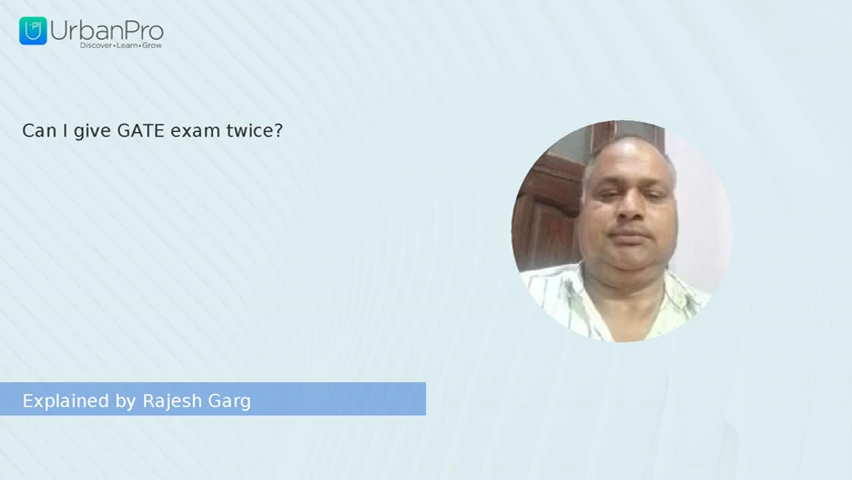 UrbanPro
Discover•Learn•Grow
Can I give GATE exam twice?
Explained by Rajesh Garg